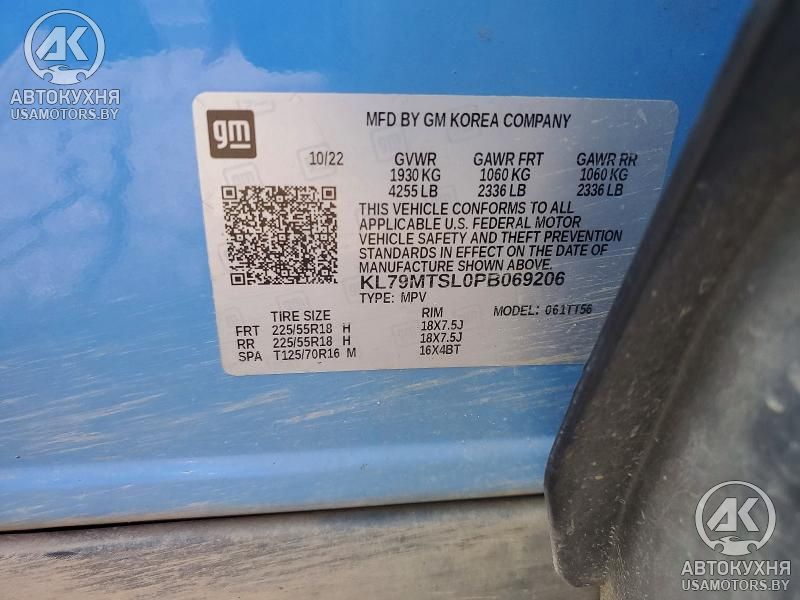 AK
АВТОКУХНЯ
USAMOTORS.BY
gm
MFD BY GM KOREA COMPANY
10/22 GVWR GAWR FRT GAWR RR
1930 KG 1060 KG 1060 KG
4255 LB 2336 LB 2336 LB
THIS VEHICLE CONFORMS TO ALL
APPLICABLE U.S. FEDERAL MOTOR
VEHICLE SAFETY AND THEFT PREVENTION
STANDARDS IN EFFECT ON THE DATE OF
MANUFACTURE SHOWN ABOVE.
KL79MTSL0PB069206
TYPE: MPV
TIRE SIZE RIM MODEL: 061TT56
FRT 225/55R18 H 18X7.5J
RR 225/55R18 H 18X7.5J
SPA T125/70R16 M 16X4BT
AK
АВТОКУХНЯ
USAMOTORS.BY